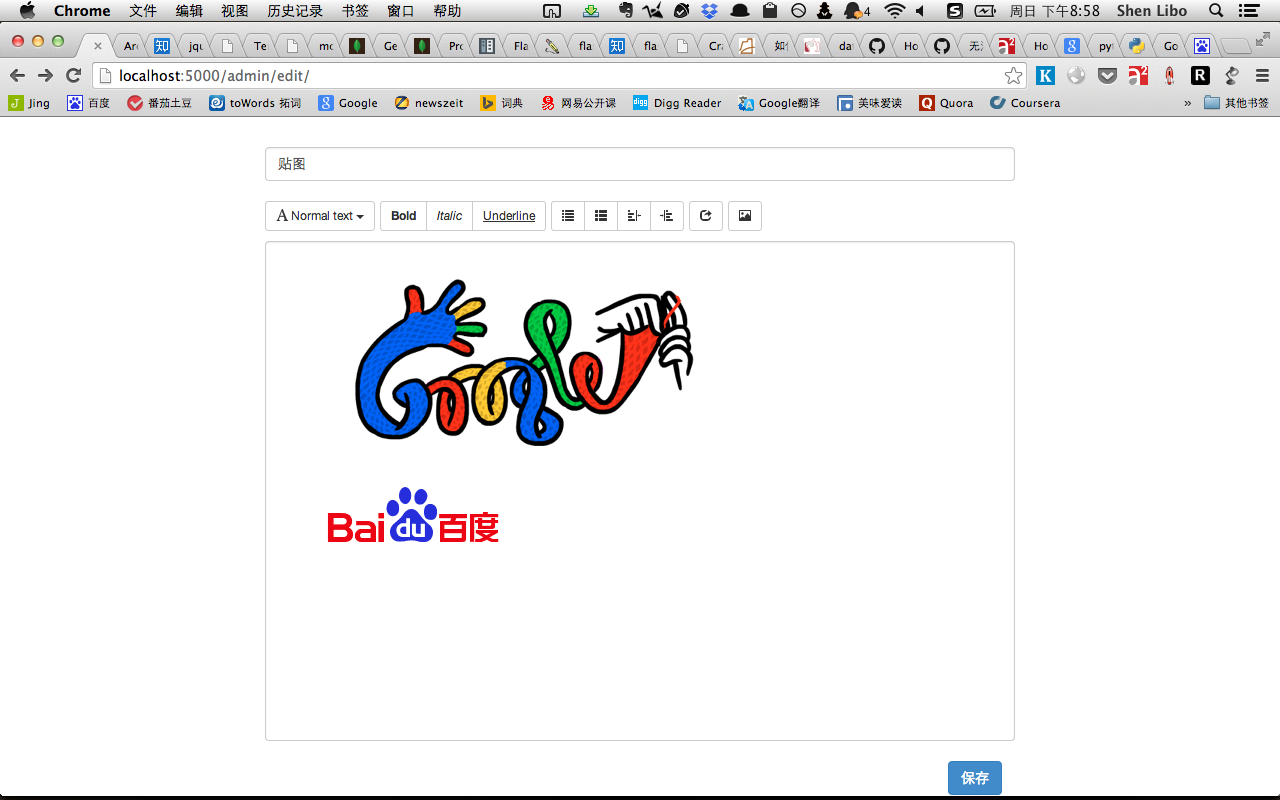 Chrome 文件 编辑 视图 历史记录 书签 窗口 帮助 4 周日 下午8:58 Shen Libo
Ar 知 jqu Te mo Ge Pro Fla fla 知 fla Cr 如何 da Ho 无法 Ho pyt Go
localhost:5000/admin/edit/
Jing 百度 番茄土豆 toWords 拓词 Google newszeit 词典 网易公开课 Digg Reader Google翻译 美味爱读 Quora Coursera » 其他书签
贴图
A Normal text Bold Italic Underline
Google
Bai du 百度
保存